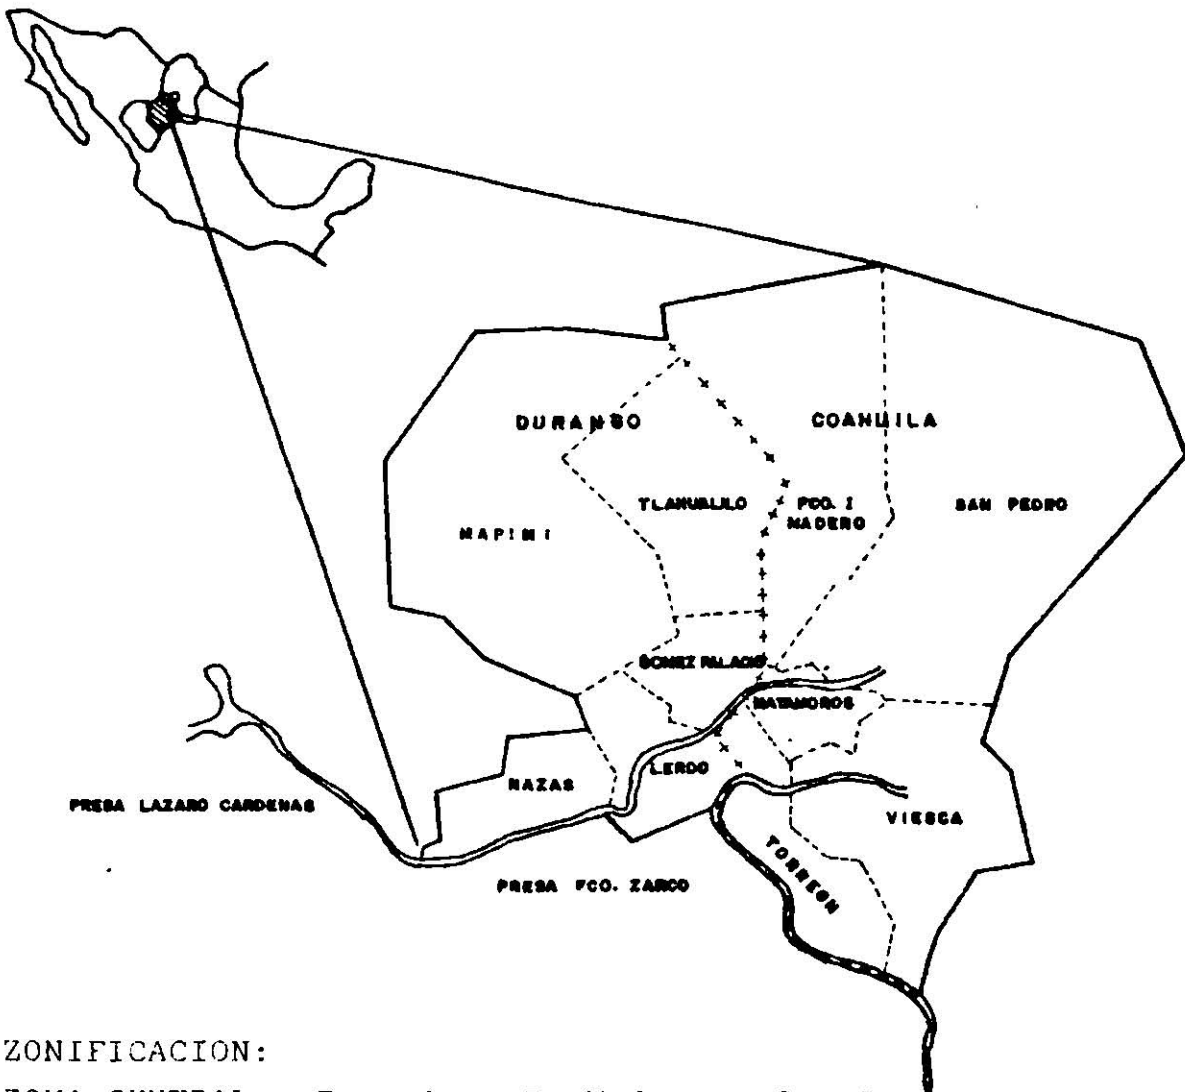 DURANGO
COAHUILA
TLAHUALILO
FCO. I
MADERO
SAN PEDRO
MAPIMI
GOMEZ PALACIO
MATAMOROS
LERDO
NAZAS
PRESA LAZARO CARDENAS
VIESCA
TORREON
PRESA FCO. ZARCO
ZONIFICACION: